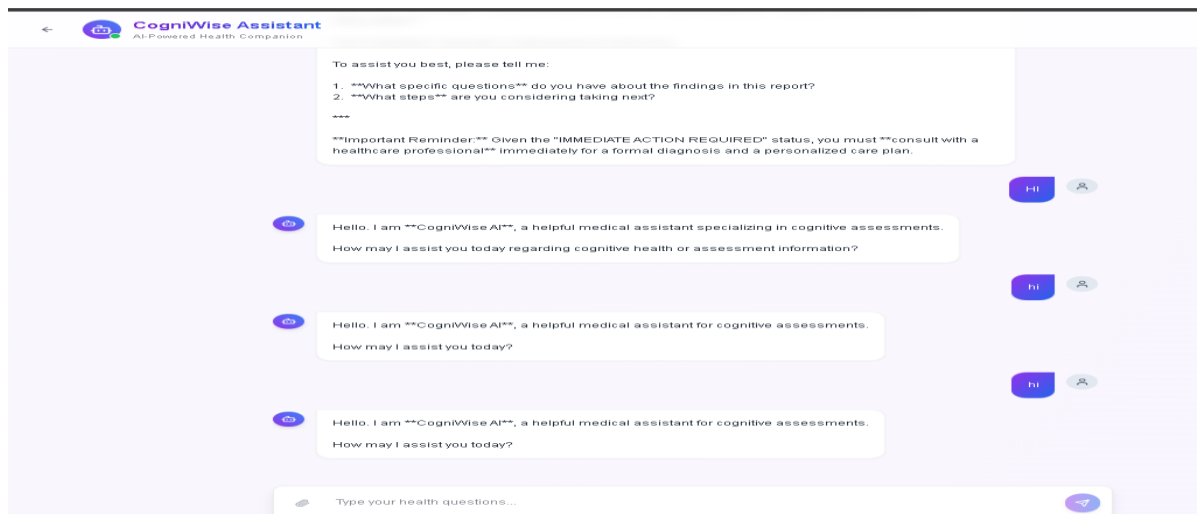 CogniWise Assistant
AI-Powered Health Companion
To assist you best, please tell me:
1. **What specific questions** do you have about the findings in this report?
2. **What steps** are you considering taking next?
***
**Important Reminder:** Given the "IMMEDIATE ACTION REQUIRED" status, you must **consult with a
healthcare professional** immediately for a formal diagnosis and a personalized care plan.
HI
Hello. I am **CogniWise AI**, a helpful medical assistant specializing in cognitive assessments.
How may I assist you today regarding cognitive health or assessment information?
hi
Hello. I am **CogniWise AI**, a helpful medical assistant for cognitive assessments.
How may I assist you today?
hi
Hello. I am **CogniWise AI**, a helpful medical assistant for cognitive assessments.
How may I assist you today?
Type your health questions...